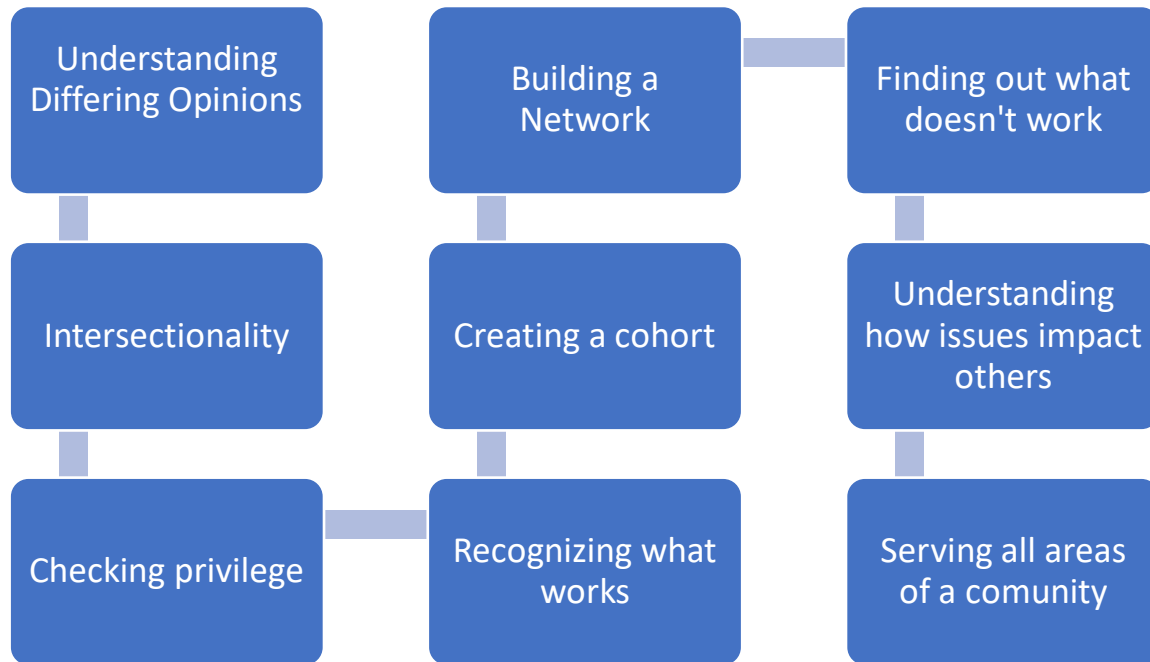 Understanding
Differing Opinions
Intersectionality
Checking privilege
Recognizing what
works
Creating a cohort
Building a
Network
Finding out what
doesn't work
Understanding
how issues impact
others
Serving all areas
of a comunity